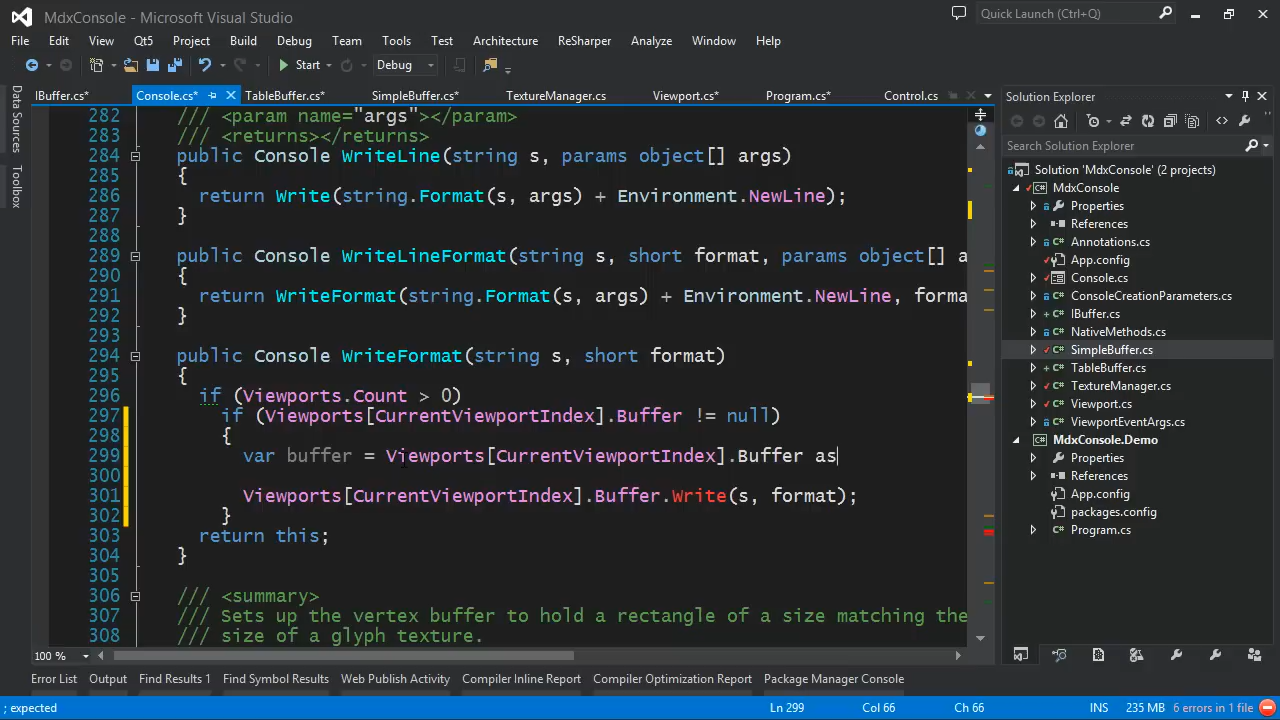 MdxConsole - Microsoft Visual Studio
Quick Launch (Ctrl+Q)
File Edit View Qt5 Project Build Debug Team Tools Test Architecture ReSharper Analyze Window Help
Start Debug
IBuffer.cs* Console.cs* TableBuffer.cs* SimpleBuffer.cs* TextureManager.cs Viewport.cs* Program.cs* Control.cs
Data Sources
Toolbox
282 /// <param name="args"></param>
283 /// <returns></returns>
284 public Console WriteLine(string s, params object[] args)
285 {
286 return Write(string.Format(s, args) + Environment.NewLine);
287 }
288
289 public Console WriteLineFormat(string s, short format, params object[] a
290 {
291 return WriteFormat(string.Format(s, args) + Environment.NewLine, forma
292 }
293
294 public Console WriteFormat(string s, short format)
295 {
296 if (Viewports.Count > 0)
297 if (Viewports[CurrentViewportIndex].Buffer != null)
298 {
299 var buffer = Viewports[CurrentViewportIndex].Buffer as
300
301 Viewports[CurrentViewportIndex].Buffer.Write(s, format);
302 }
303 return this;
304 }
305
306 /// <summary>
307 /// Sets up the vertex buffer to hold a rectangle of a size matching the
308 /// size of a glyph texture.
100 %
Solution Explorer
Search Solution Explorer
Solution 'MdxConsole' (2 projects)
MdxConsole
Properties
References
Annotations.cs
App.config
Console.cs
ConsoleCreationParameters.cs
IBuffer.cs
NativeMethods.cs
SimpleBuffer.cs
TableBuffer.cs
TextureManager.cs
Viewport.cs
ViewportEventArgs.cs
MdxConsole.Demo
Properties
References
App.config
packages.config
Program.cs
Error List Output Find Results 1 Find Symbol Results Web Publish Activity Compiler Inline Report Compiler Optimization Report Package Manager Console
; expected Ln 299 Col 66 Ch 66 INS 235 MB 6 errors in 1 file